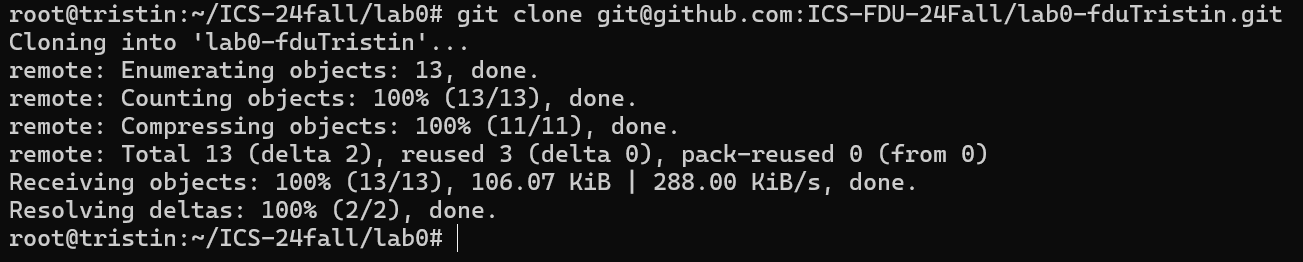 root@tristin:~/ICS-24fall/lab0# git clone git@github.com:ICS-FDU-24Fall/lab0-fduTristin.git
Cloning into 'lab0-fduTristin'...
remote: Enumerating objects: 13, done.
remote: Counting objects: 100% (13/13), done.
remote: Compressing objects: 100% (11/11), done.
remote: Total 13 (delta 2), reused 3 (delta 0), pack-reused 0 (from 0)
Receiving objects: 100% (13/13), 106.07 KiB | 288.00 KiB/s, done.
Resolving deltas: 100% (2/2), done.
root@tristin:~/ICS-24fall/lab0#